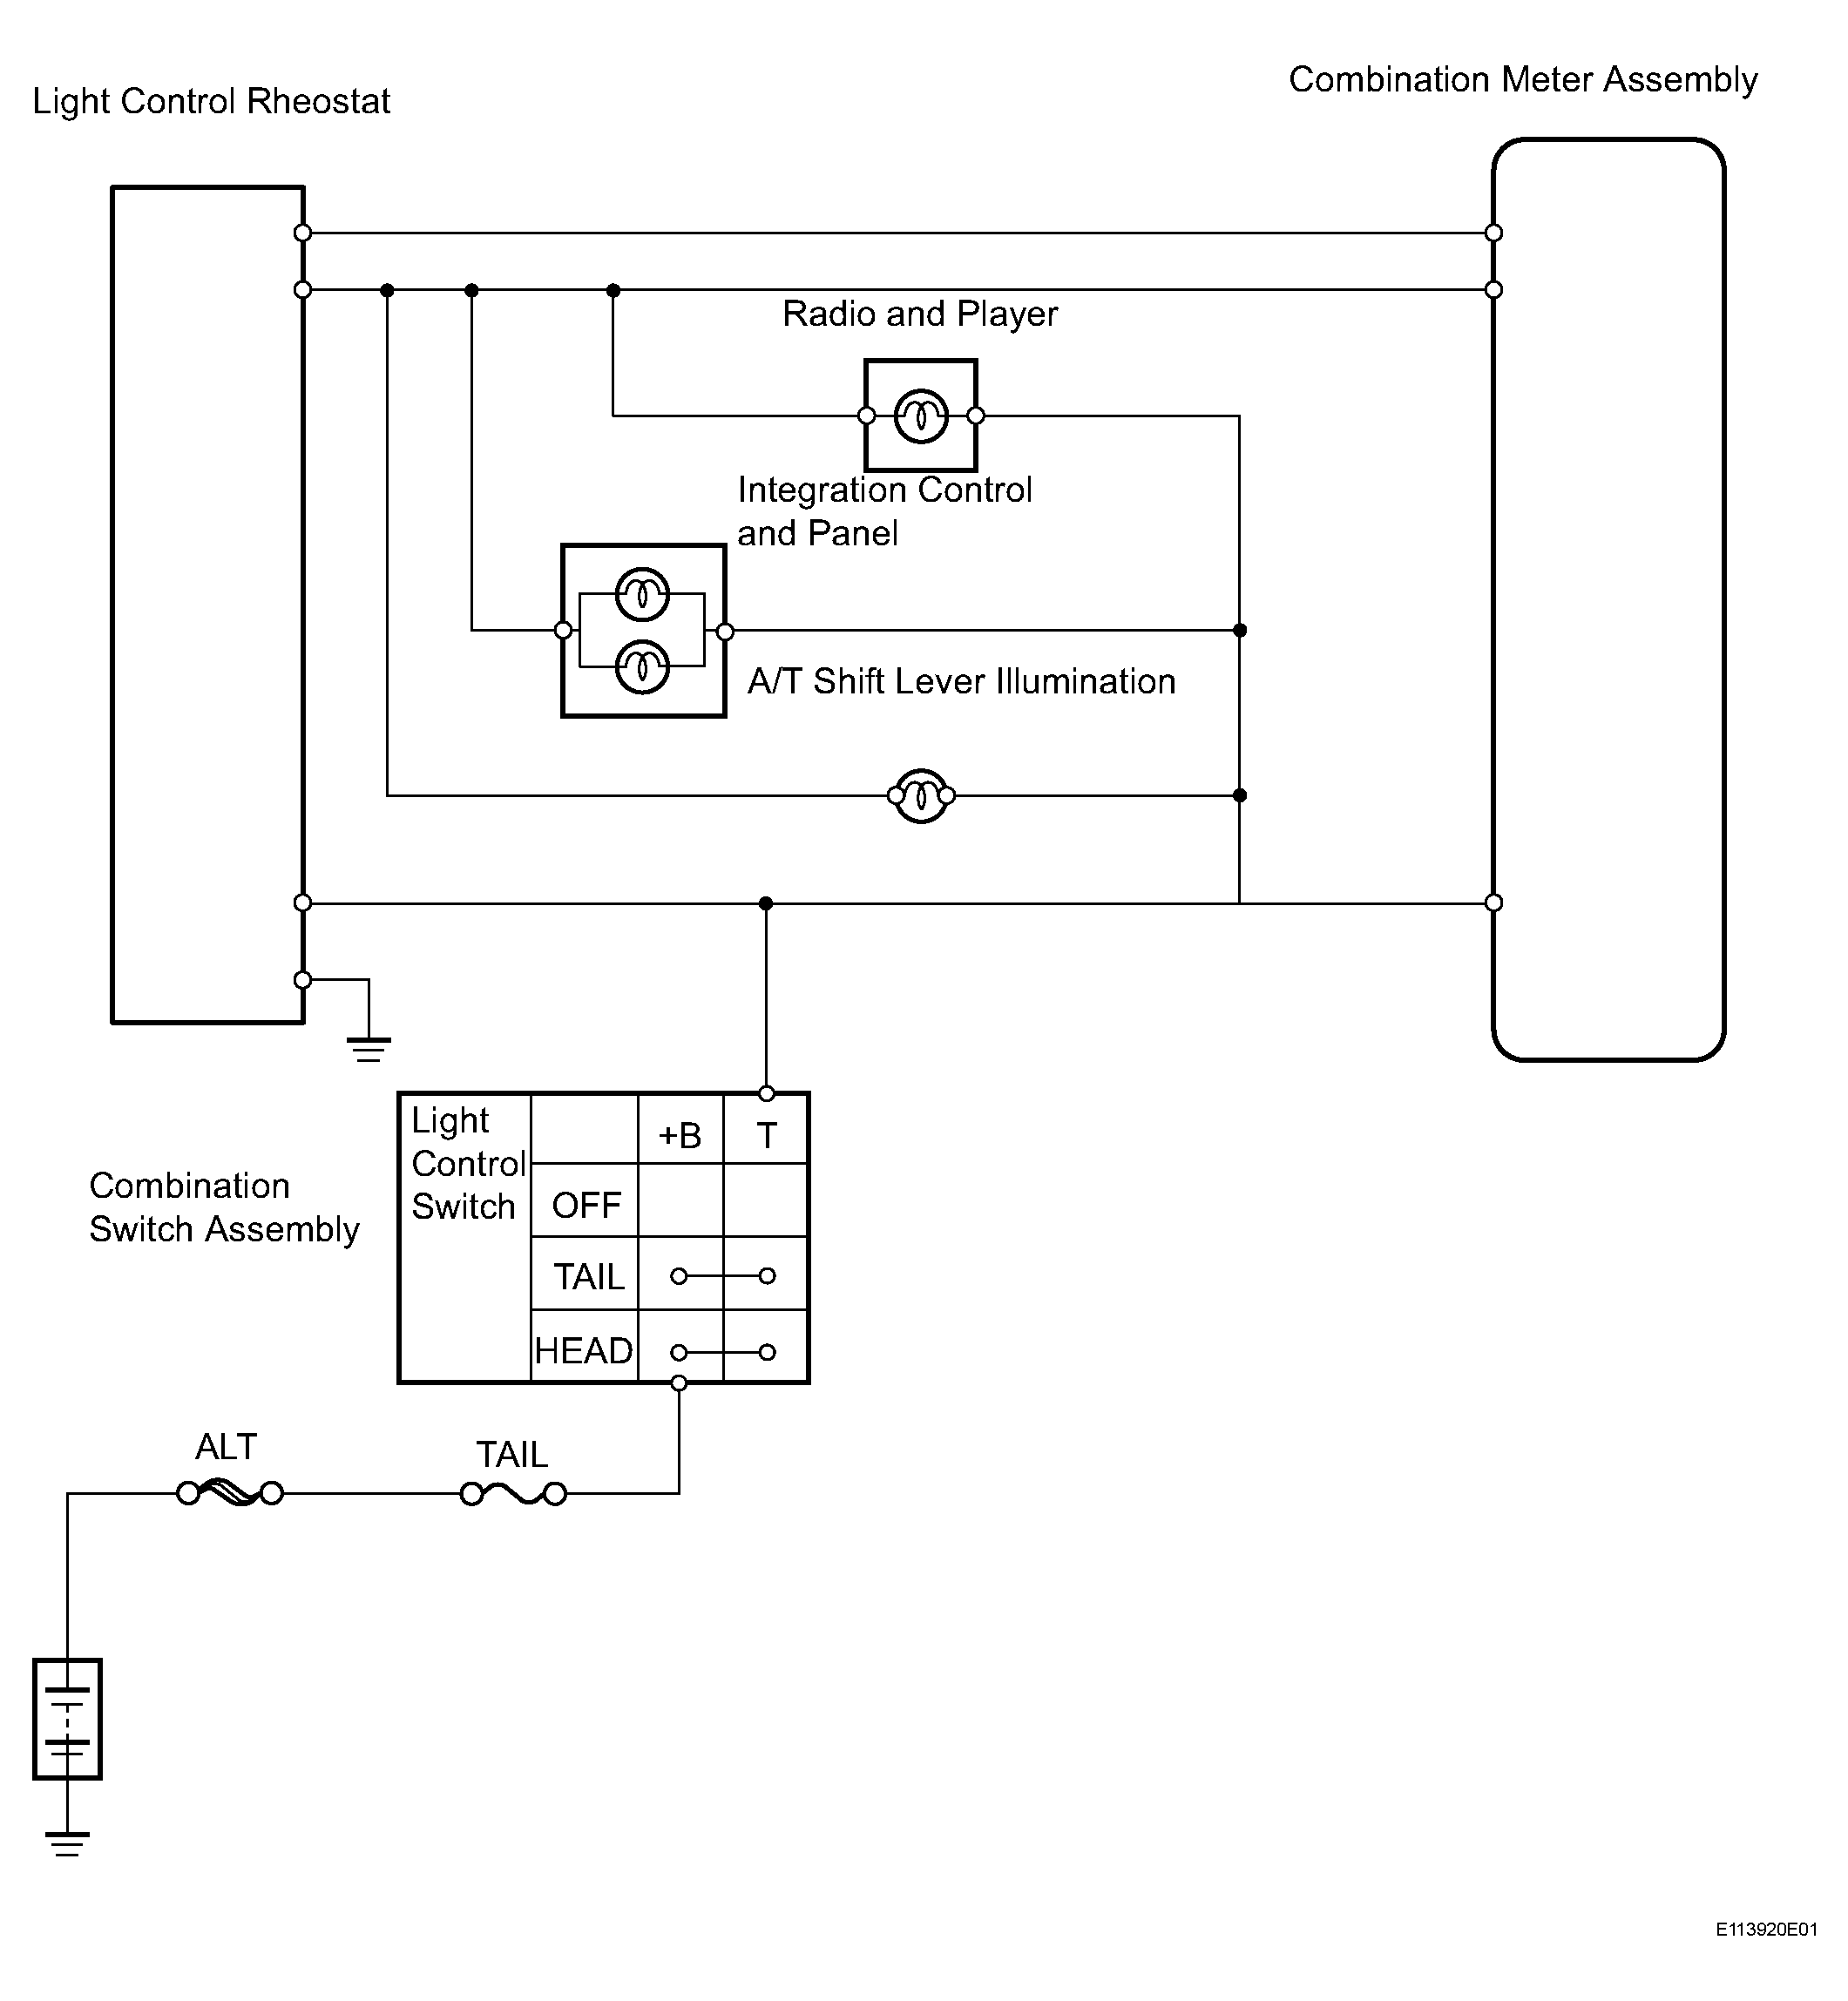 Combination Meter Assembly
Light Control Rheostat
Radio and Player
Integration Control
and Panel
A/T Shift Lever Illumination
Light
Control
Switch
+B
T
OFF
TAIL
HEAD
Combination
Switch Assembly
ALT
TAIL
E113920E01